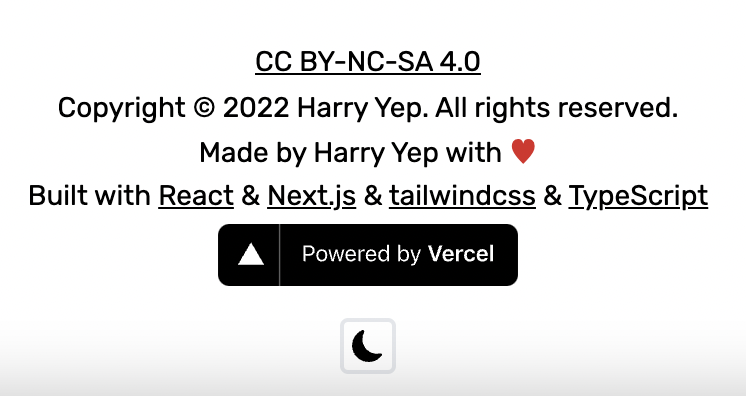 CC BY-NC-SA 4.0
Copyright © 2022 Harry Yep. All rights reserved.
Made by Harry Yep with ♥
Built with React & Next.js & tailwindcss & TypeScript
Powered by Vercel